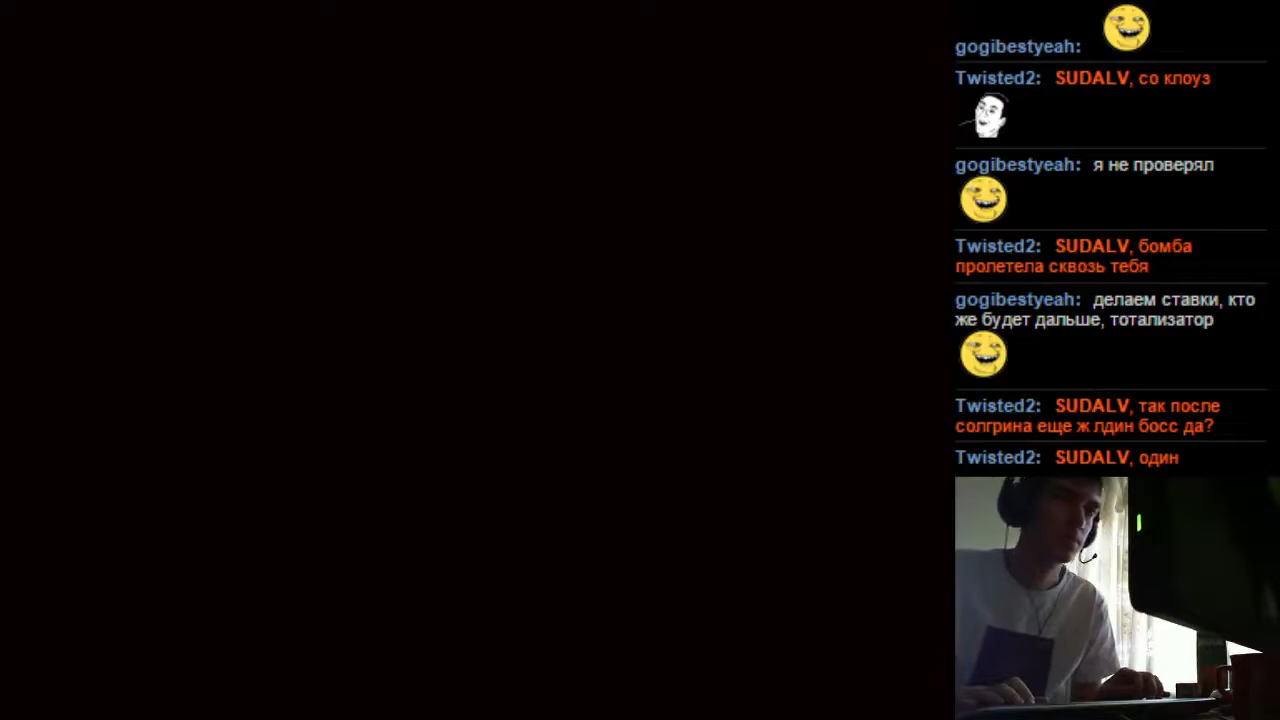 gogibestyeah:
Twisted2: SUDALV, со клоуз
gogibestyeah: я не проверял
Twisted2: SUDALV, бомба
пролетела сквозь тебя
gogibestyeah: делаем ставки, кто
же будет дальше, тотализатор
Twisted2: SUDALV, так после
солгрина еще ж лдин босс да?
Twisted2: SUDALV, один